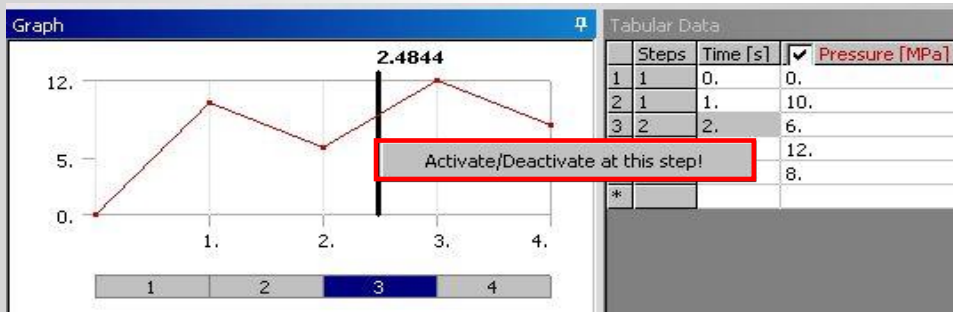 Graph
2.4844
12.
5.
0.
1. 2. 3. 4.
1 2 3 4
Activate/Deactivate at this step!
Tabular Data
Steps Time [s] Pressure [MPa]
1 1 0. 0.
2 1 1. 10.
3 2 2. 6.
12.
8.
*